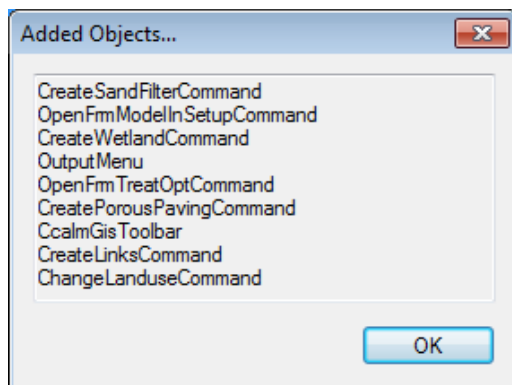 Added Objects...
CreateSandFilterCommand
OpenFrmModelInSetupCommand
CreateWetlandCommand
OutputMenu
OpenFrmTreatOptCommand
CreatePorousPavingCommand
CcalmGisToolbar
CreateLinksCommand
ChangeLanduseCommand
OK